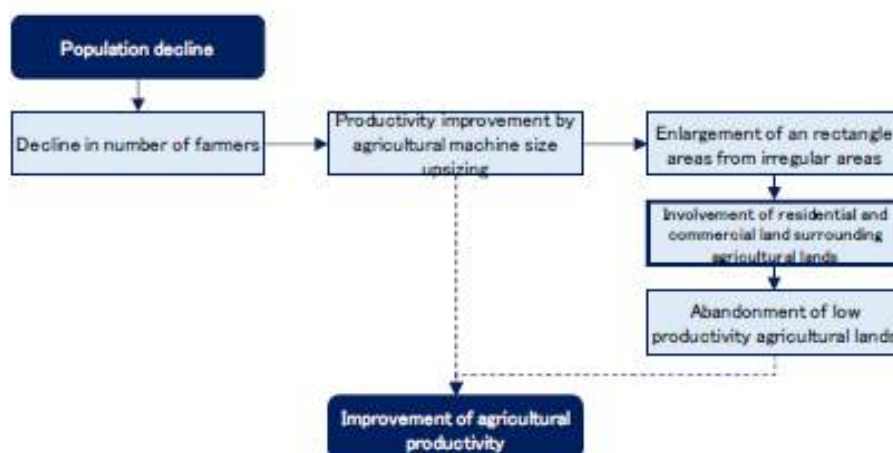 Population decline
Decline in number of farmers
Productivity improvement by
agricultural machine size
upsizing
Enlargement of an rectangle
areas from irregular areas
Involvement of residential and
commercial land surrounding
agricultural lands
Abandonment of low
productivity agricultural lands
Improvement of agricultural
productivity